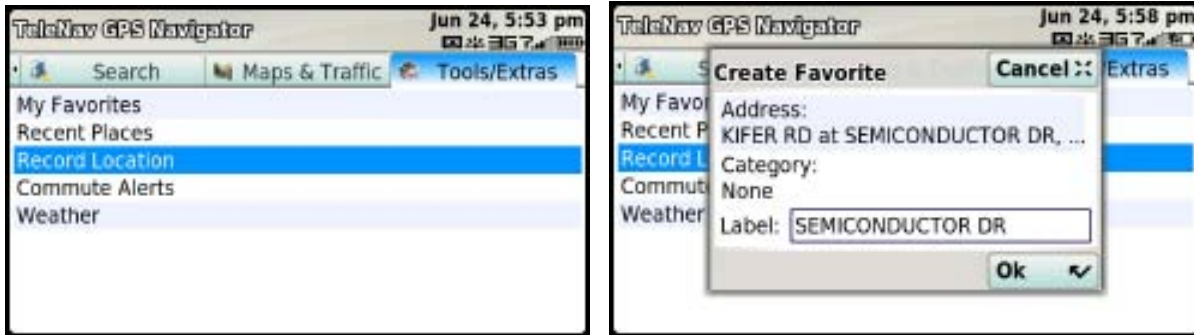 TeleNav GPS Navigator
Jun 24, 5:53 pm
Search
Maps & Traffic
Tools/Extras
My Favorites
Recent Places
Record Location
Commute Alerts
Weather
TeleNav GPS Navigator
Jun 24, 5:58 pm
S
/Extras
My Favor
Recent P
Record L
Commut
Weather
Create Favorite
Cancel
Address:
KIFER RD at SEMICONDUCTOR DR, ...
Category:
None
Label: SEMICONDUCTOR DR
Ok